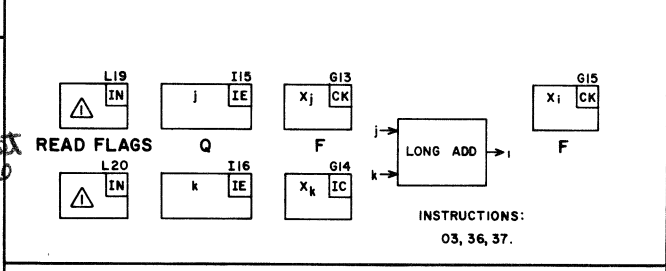 L19 I15 G13 G15
IN j IE Xj CK Xi CK
READ FLAGS Q F j LONG ADD i F
L20 I16 G14 k
IN k IE Xk IC
INSTRUCTIONS:
03, 36, 37.